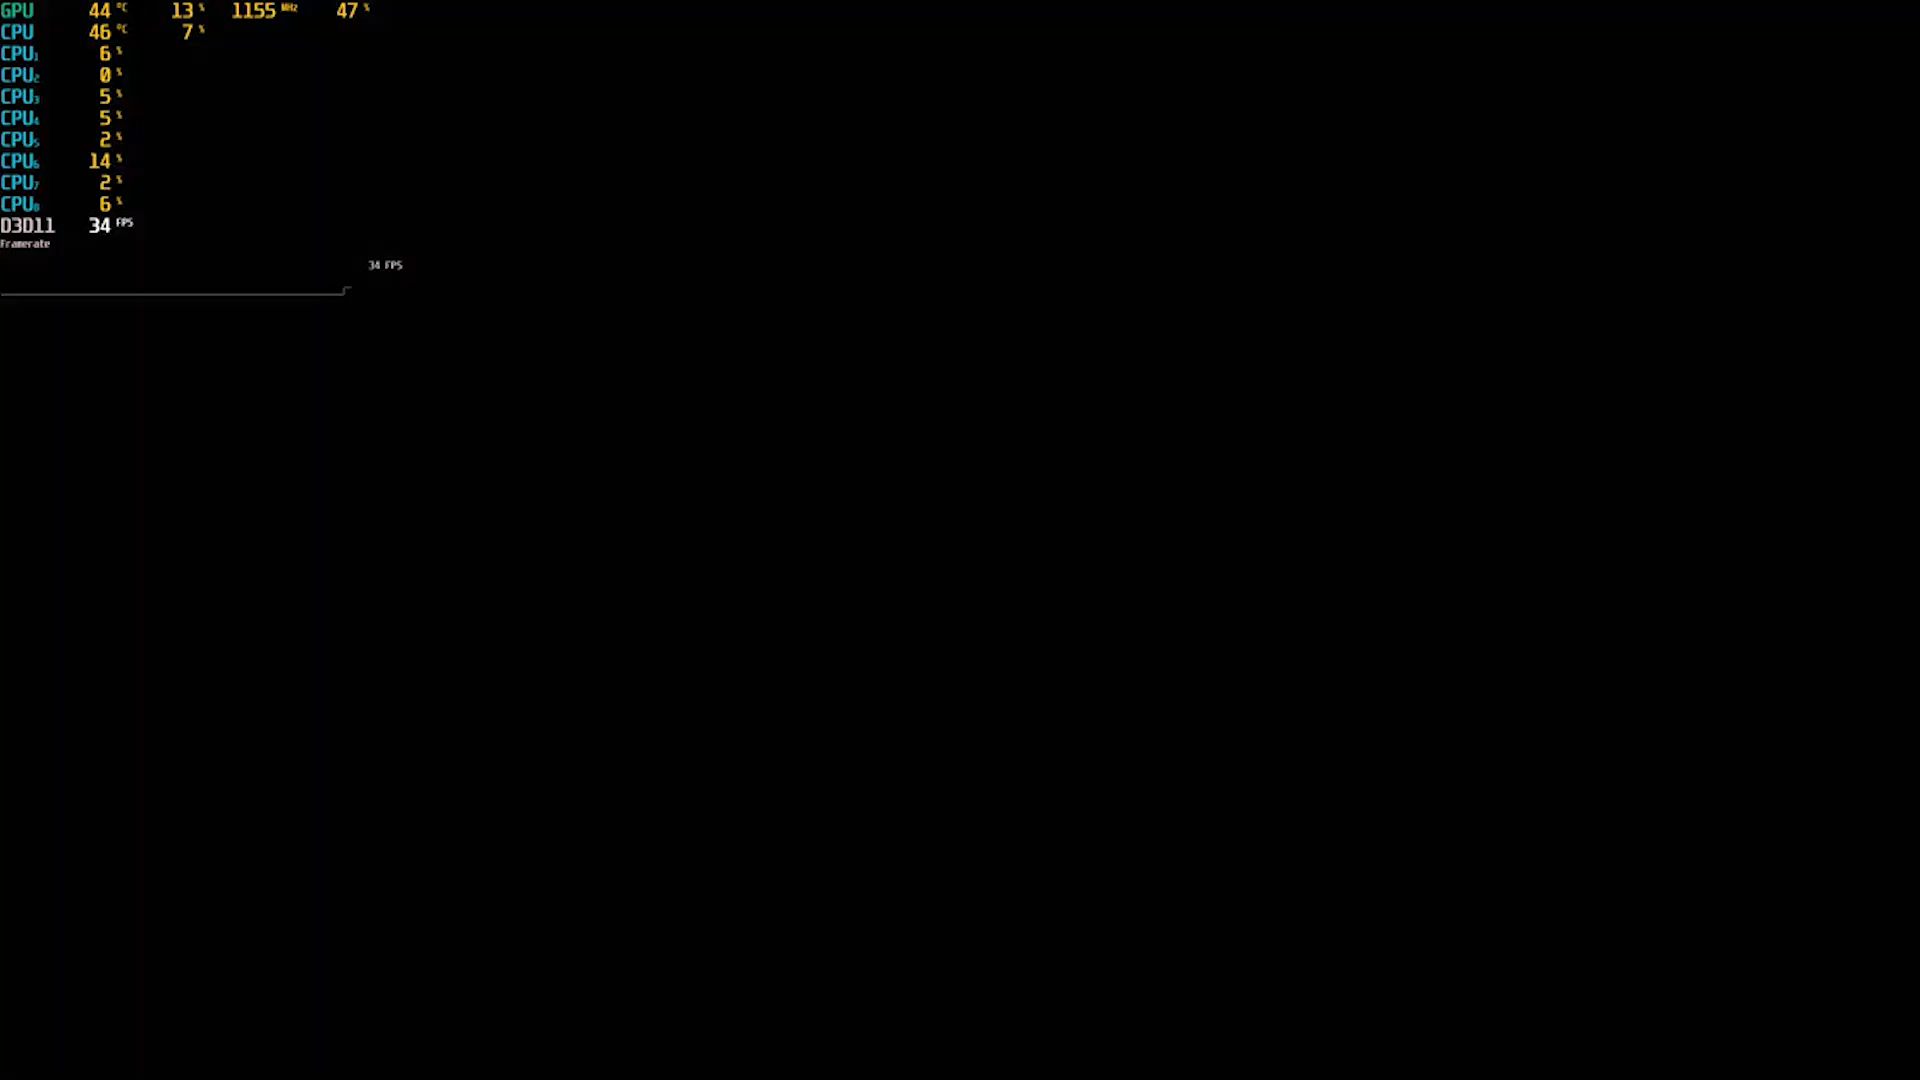 GPU 44 °C 13 % 1155 MHz 47 %
CPU 46 °C 7 %
CPU1 6 %
CPU2 0 %
CPU3 5 %
CPU4 5 %
CPU5 2 %
CPU6 14 %
CPU7 2 %
CPU8 6 %
D3D11 34 FPS
Framerate
34 FPS